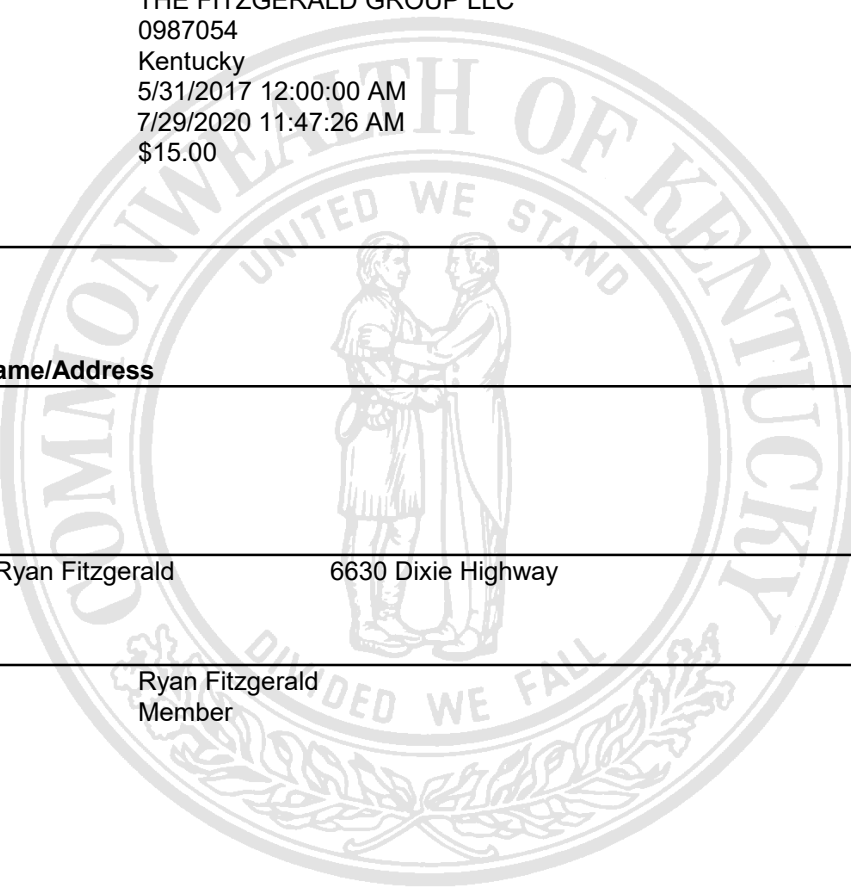 THE FITZGERALD GROUP LLC
0987054
Kentucky
5/31/2017 12:00:00 AM
7/29/2020 11:47:26 AM
$15.00
COMMONWEALTH OF KENTUCKY
UNITED WE STAND
ame/Address
Ryan Fitzgerald 6630 Dixie Highway
DIVIDED WE FALL
Ryan Fitzgerald
Member